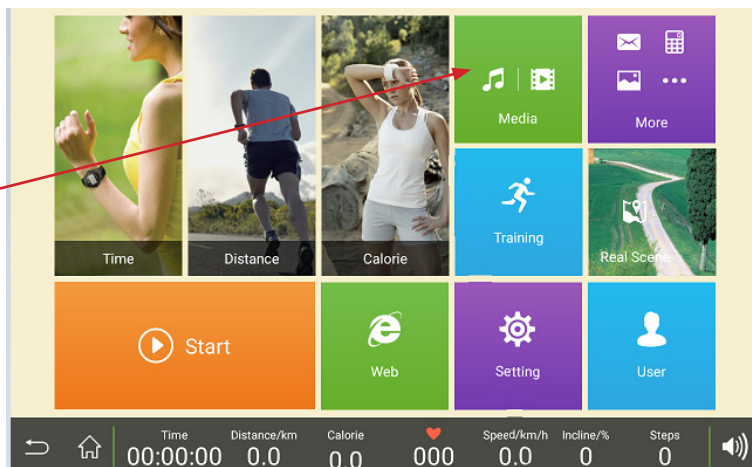 Media
More
Training
Time
Distance
Calorie
Real Scene
Start
Web
Setting
User
Time
Distance/km
Calorie
Speed/km/h
Incline/%
Steps
00:00:00
0.0
0.0
000
0.0
0
0